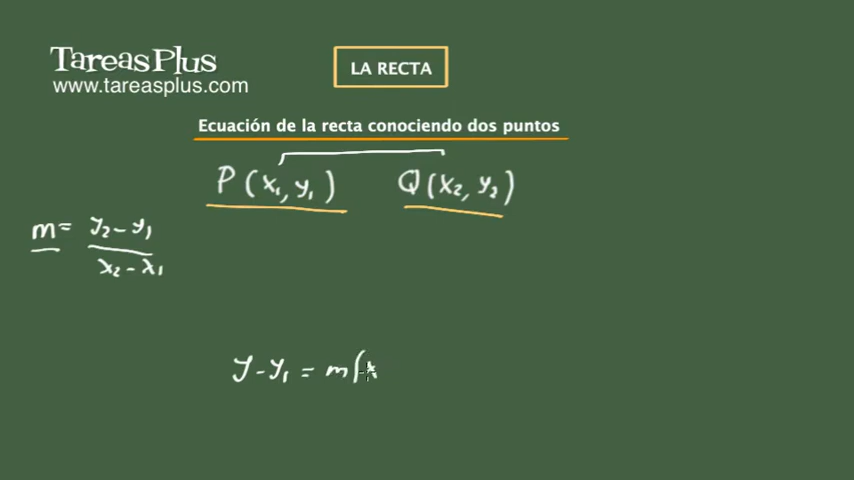 TareasPlus
www.tareasplus.com
LA RECTA
Ecuación de la recta conociendo dos puntos
P(x₁, y₁) Q(x₂, y₂)
m = y₂ - y₁
x₂ - x₁
y - y₁ = m(x